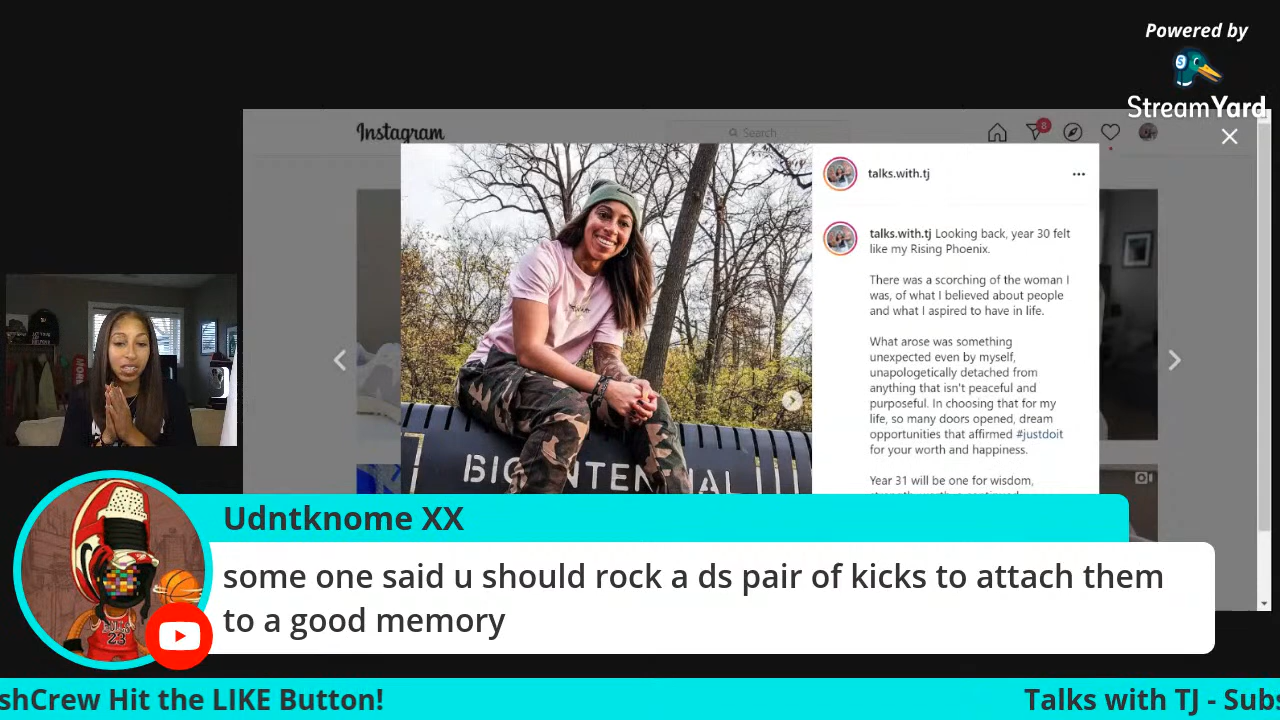 Powered by
StreamYard
Instagram
Search
8
talks.with.tj
talks.with.tj Looking back, year 30 felt
like my Rising Phoenix.
There was a scorching of the woman I
was, of what I believed about people
and what I aspired to have in life.
What arose was something
unexpected even by myself,
unapologetically detached from
anything that isn't peaceful and
purposeful. In choosing that for my
life, so many doors opened, dream
opportunities that affirmed #justdoit
for your worth and happiness.
Year 31 will be one for wisdom,
BICENTENNIAL
Udntknome XX
some one said u should rock a ds pair of kicks to attach them
to a good memory
23
shCrew Hit the LIKE Button!
Talks with TJ - Subs